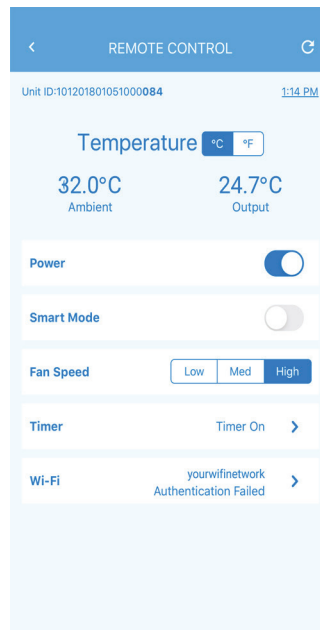 REMOTE CONTROL
Unit ID:101201801051000084 1:14 PM
Temperature °C °F
32.0°C 24.7°C
Ambient Output
Power
Smart Mode
Fan Speed Low Med High
Timer Timer On
Wi-Fi yourwifinetwork
Authentication Failed